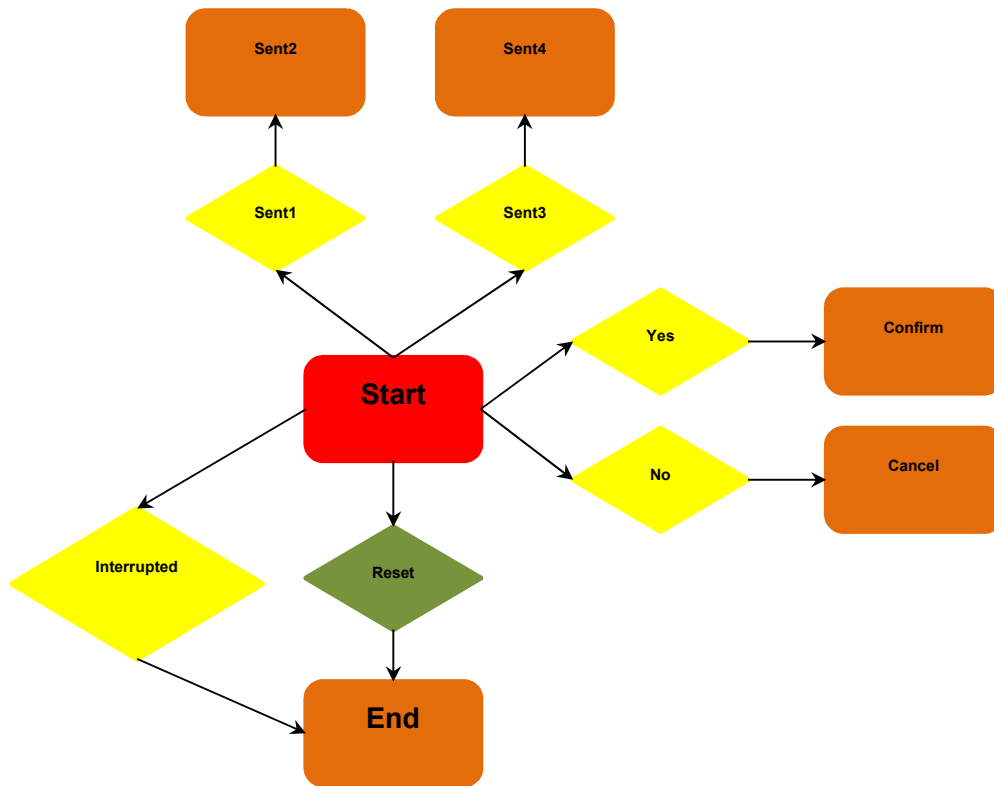 Sent2
Sent4
Sent1
Sent3
Yes
Confirm
Start
No
Cancel
Interrupted
Reset
End